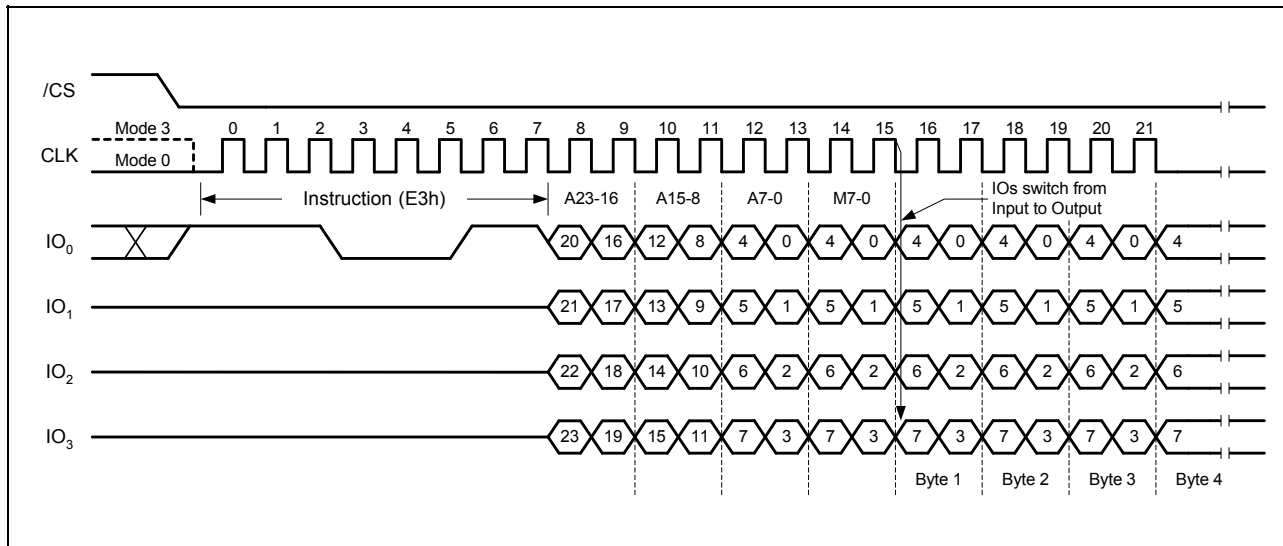 /CS
Mode 3
0 1 2 3 4 5 6 7 8 9 10 11 12 13 14 15 16 17 18 19 20 21
CLK
Mode 0
Instruction (E3h)
A23-16 A15-8 A7-0 M7-0
IOs switch from
Input to Output
IO0 20 16 12 8 4 0 4 0 4 0 4 0 4 0 4
IO1 21 17 13 9 5 1 5 1 5 1 5 1 5 1 5
IO2 22 18 14 10 6 2 6 2 6 2 6 2 6 2 6
IO3 23 19 15 11 7 3 7 3 7 3 7 3 7 3 7
Byte 1 Byte 2 Byte 3 Byte 4